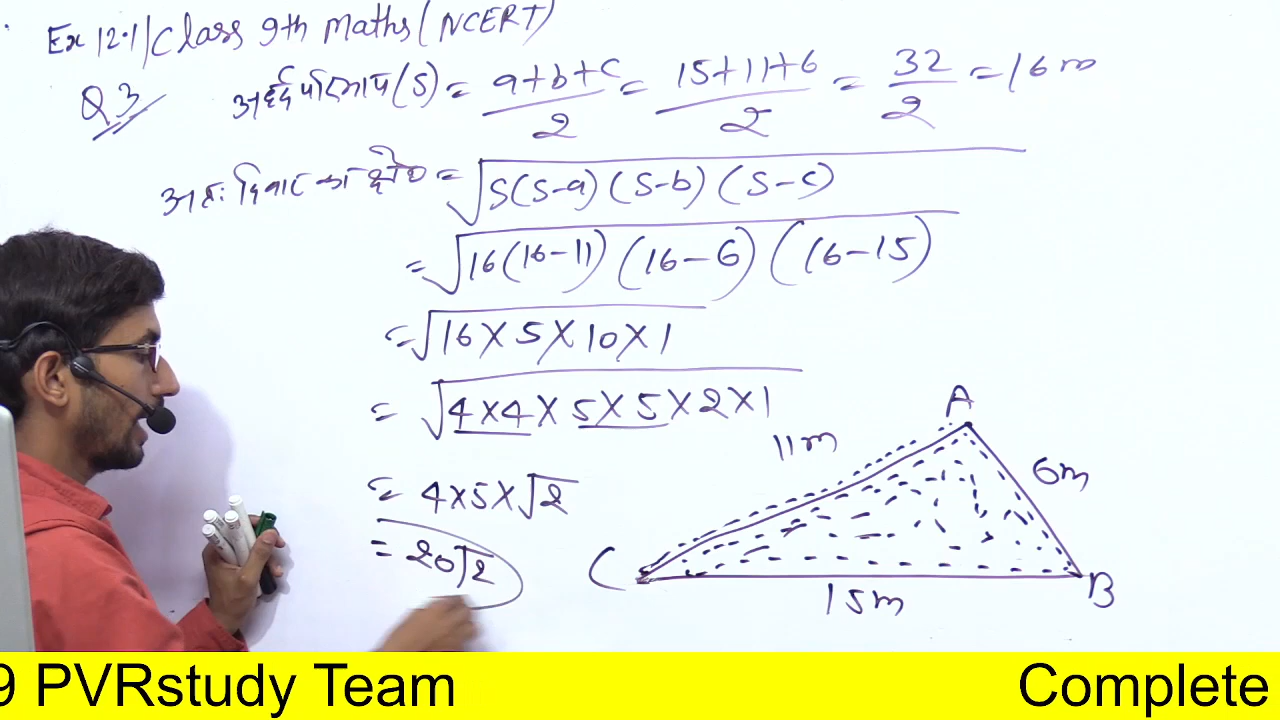 Ex 12.1/Class 9th Maths (NCERT)
Q.3 अर्द्दपरिमाप (S) = a+b+c/2 = 15+11+6/2 = 32/2 = 16 m
अतः दिवार का क्षे० = √S(S-a)(S-b)(S-c)
= √16(16-11)(16-6)(16-15)
= √16×5×10×1
= √4×4×5×5×2×1
= 4×5×√2
= 20√2
A
11m
6m
C
B
15m
9 PVRstudy Team
Complete